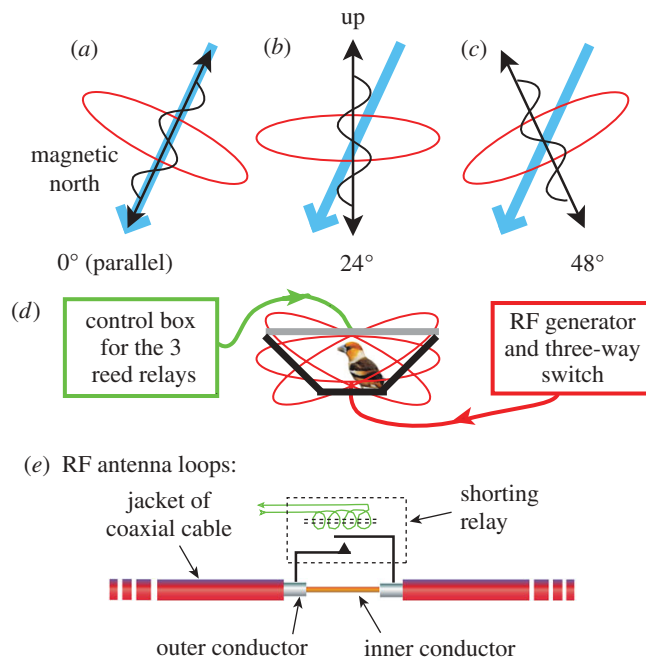 up
(a)
(b)
(c)
magnetic
north
0° (parallel)
24°
48°
(d)
control box
for the 3
reed relays
RF generator
and three-way
switch
(e) RF antenna loops:
jacket of
coaxial cable
shorting
relay
outer conductor
inner conductor